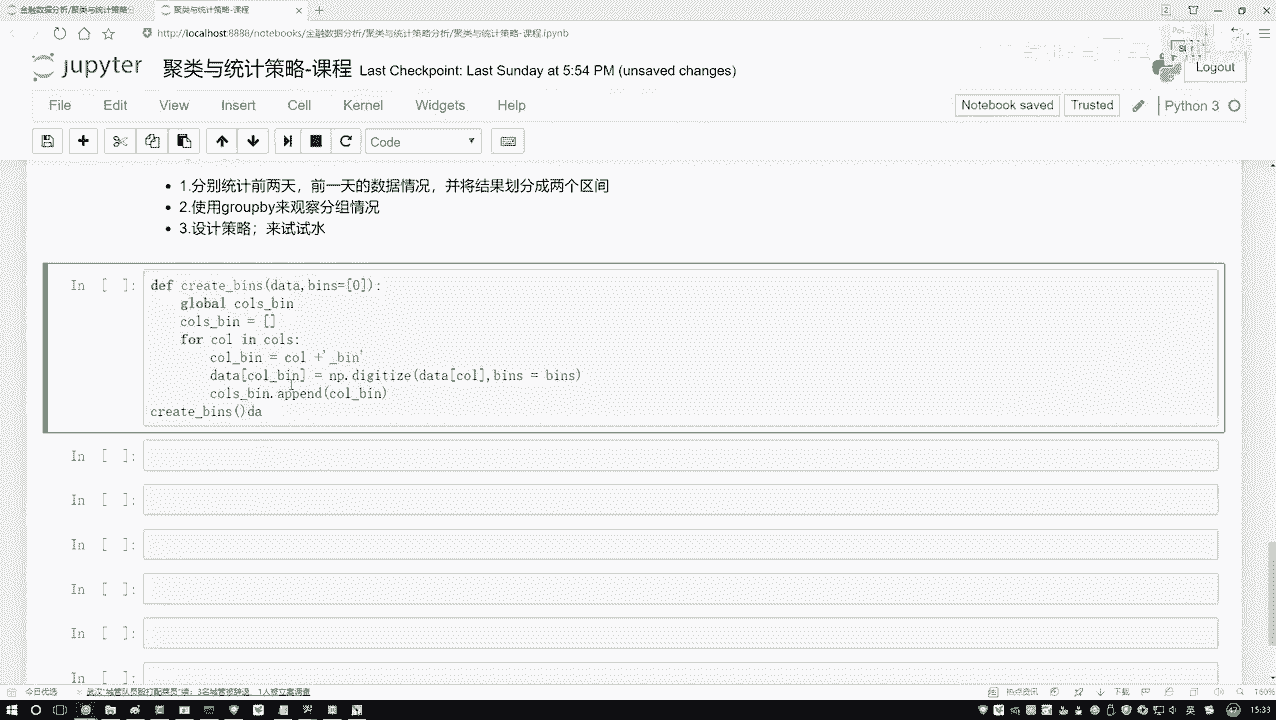 金融数据分析/聚类与统计策略
聚类与统计策略-课程
http://localhost:8888/notebooks/金融数据分析/聚类与统计策略分析/聚类与统计策略-课程.ipynb
jupyter 聚类与统计策略-课程 Last Checkpoint: Last Sunday at 5:54 PM (unsaved changes)
Logout
File Edit View Insert Cell Kernel Widgets Help
Notebook saved Trusted Python 3
Code
1.分别统计前两天，前一天的数据情况，并将结果划分成两个区间
2.使用groupby来观察分组情况
3.设计策略；来试试水
In [ ]:
def create_bins(data,bins=[0]):
global cols_bin
cols_bin = []
for col in cols:
col_bin = col +'_bin'
data[col_bin] = np.digitize(data[col],bins = bins)
cols_bin.append(col_bin)
create_bins()da
In [ ]:
In [ ]:
In [ ]:
In [ ]:
In [ ]:
In [ ]:
今日优选
热点资讯
下载
160%
15:33